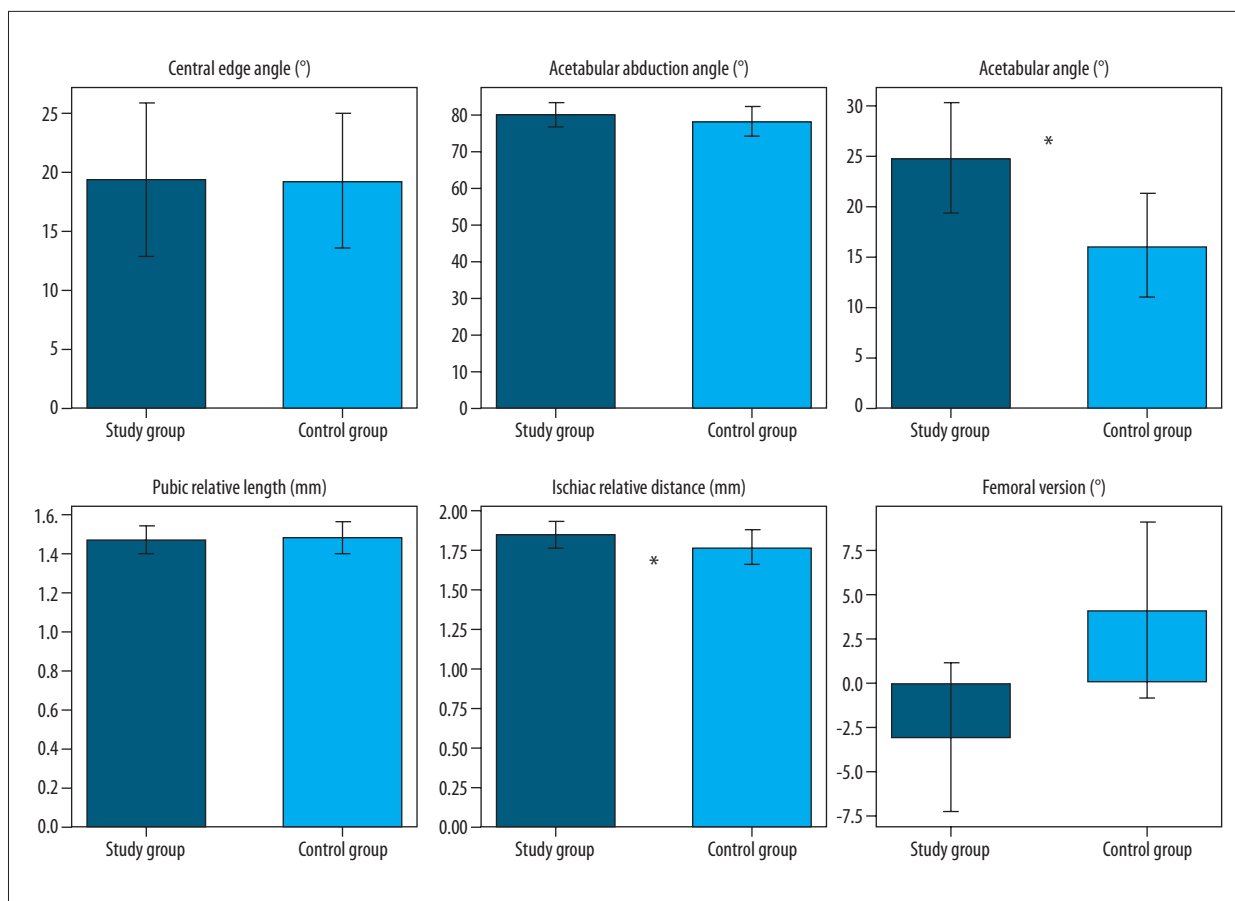 Central edge angle (°)
25
20
15
10
5
0
Study group
Control group
Acetabular abduction angle (°)
80
70
60
50
40
30
20
10
0
Study group
Control group
Acetabular angle (°)
30
25
20
15
10
5
0
*
Study group
Control group
Pubic relative length (mm)
1.6.
1.4
1.2
1.0
0.8
0.6
0.4
0.2
0.0
Study group
Control group
Ischiac relative distance (mm)
2.00
1.75
1.50
1.25
1.00
0.75
0.50
0.25
0.00
*
Study group
Control group
Femoral version (°)
7.5
5.0
2.5
0.0
-2.5
-5.0
-7.5
Study group
Control group